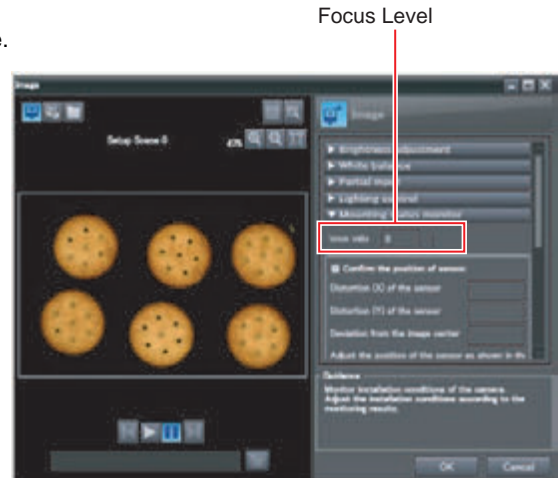 Focus Level
e.
Image
Setup Scene 0
Image
Brightness adjustment
White balance
Partial input
Lighting control
Mounting status monitor
Confirm the position of sensor
Distortion (X) of the sensor
Distortion (Y) of the sensor
Deviation from the image center
Adjust the position of the sensor as shown in th
Guidance
Monitor installation conditions of the camera.
Adjust the installation conditions according to the
monitoring results.
OK Cancel